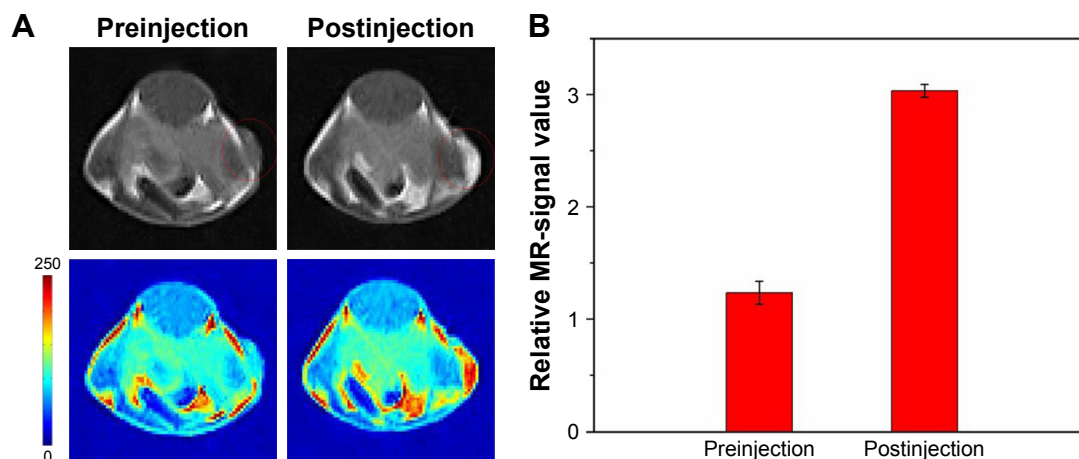 A
Preinjection
Postinjection
250
0
B
Relative MR-signal value
3
2
1
0
Preinjection
Postinjection